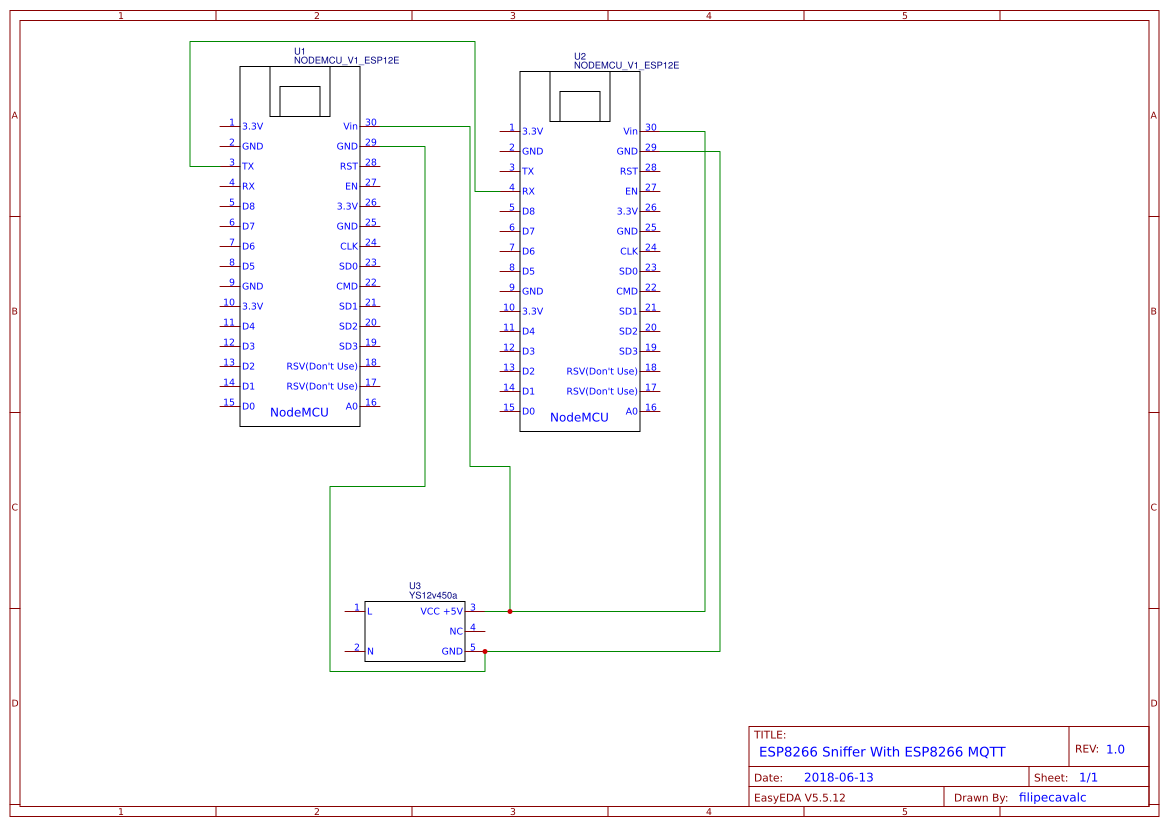 1 2 3 4 5
A A
B B
C C
D D
1 2 3 4 5
U1
NODEMCU_V1_ESP12E
1 3.3V Vin 30
2 GND GND 29
3 TX RST 28
4 RX EN 27
5 D8 3.3V 26
6 D7 GND 25
7 D6 CLK 24
8 D5 SD0 23
9 GND CMD 22
10 3.3V SD1 21
11 D4 SD2 20
12 D3 SD3 19
13 D2 RSV(Don't Use) 18
14 D1 RSV(Don't Use) 17
15 D0 A0 16
NodeMCU
U2
NODEMCU_V1_ESP12E
1 3.3V Vin 30
2 GND GND 29
3 TX RST 28
4 RX EN 27
5 D8 3.3V 26
6 D7 GND 25
7 D6 CLK 24
8 D5 SD0 23
9 GND CMD 22
10 3.3V SD1 21
11 D4 SD2 20
12 D3 SD3 19
13 D2 RSV(Don't Use) 18
14 D1 RSV(Don't Use) 17
15 D0 A0 16
NodeMCU
U3
YS12v450a
1 L VCC +5V 3
NC 4
2 N GND 5
TITLE:
ESP8266 Sniffer With ESP8266 MQTT
REV: 1.0
Date: 2018-06-13
Sheet: 1/1
EasyEDA V5.5.12
Drawn By: filipecavalc